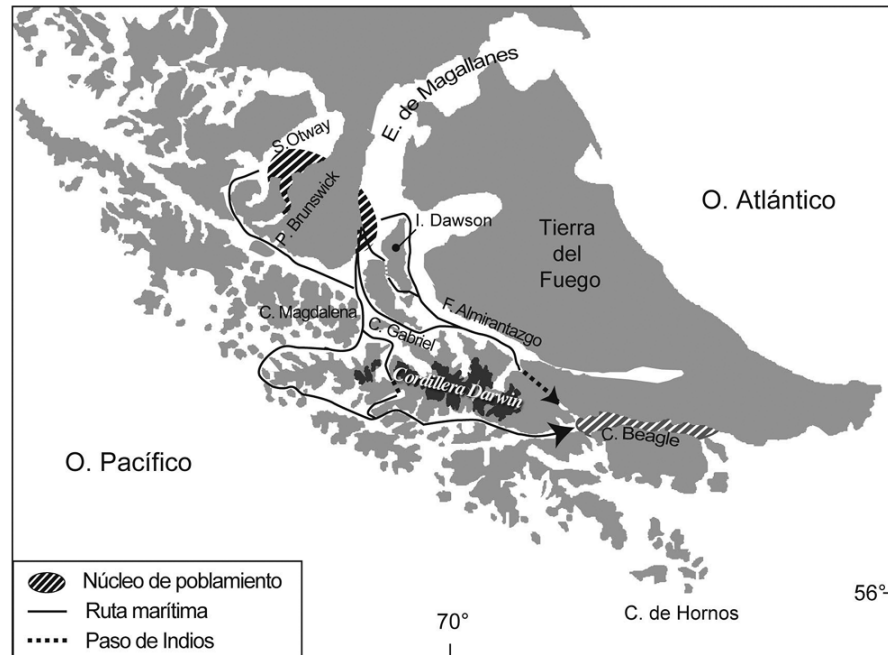 E. de Magallanes
S. Otway
P. Brunswick
I. Dawson
O. Atlántico
Tierra
del
Fuego
C. Magdalena
F. Almirantazgo
C. Gabriel
Cordillera Darwin
C. Beagle
O. Pacífico
Núcleo de poblamiento
Ruta marítima
Paso de Indios
70°
C. de Hornos
56°